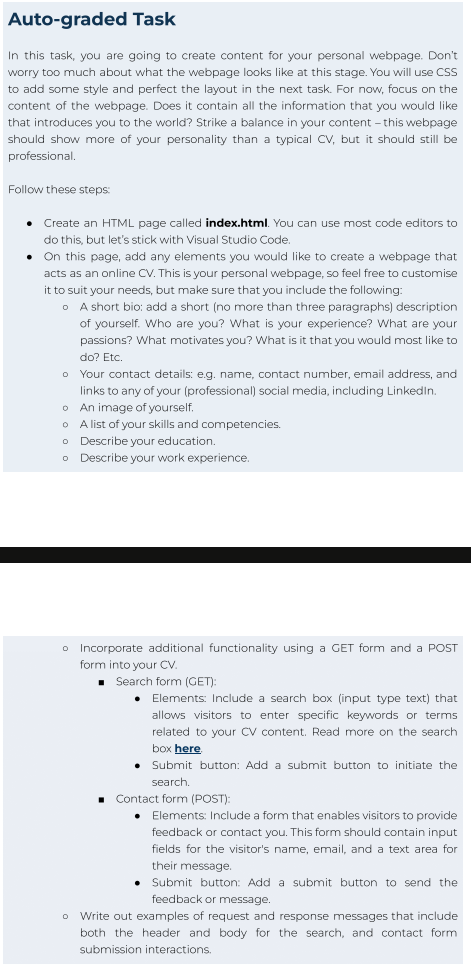 Auto-graded Task
In this task, you are going to create content for your personal webpage. Don't
worry too much about what the webpage looks like at this stage. You will use CSS
to add some style and perfect the layout in the next task. For now, focus on the
content of the webpage. Does it contain all the information that you would like
that introduces you to the world? Strike a balance in your content – this webpage
should show more of your personality than a typical CV, but it should still be
professional.
Follow these steps:
● Create an HTML page called index.html. You can use most code editors to
do this, but let's stick with Visual Studio Code.
● On this page, add any elements you would like to create a webpage that
acts as an online CV. This is your personal webpage, so feel free to customise
it to suit your needs, but make sure that you include the following:
○ A short bio: add a short (no more than three paragraphs) description
of yourself. Who are you? What is your experience? What are your
passions? What motivates you? What is it that you would most like to
do? Etc.
○ Your contact details: e.g. name, contact number, email address, and
links to any of your (professional) social media, including LinkedIn.
○ An image of yourself.
○ A list of your skills and competencies.
○ Describe your education.
○ Describe your work experience.
○ Incorporate additional functionality using a GET form and a POST
form into your CV.
■ Search form (GET):
● Elements: Include a search box (input type text) that
allows visitors to enter specific keywords or terms
related to your CV content. Read more on the search
box here.
● Submit button: Add a submit button to initiate the
search.
■ Contact form (POST):
● Elements: Include a form that enables visitors to provide
feedback or contact you. This form should contain input
fields for the visitor's name, email, and a text area for
their message.
● Submit button: Add a submit button to send the
feedback or message.
○ Write out examples of request and response messages that include
both the header and body for the search, and contact form
submission interactions.